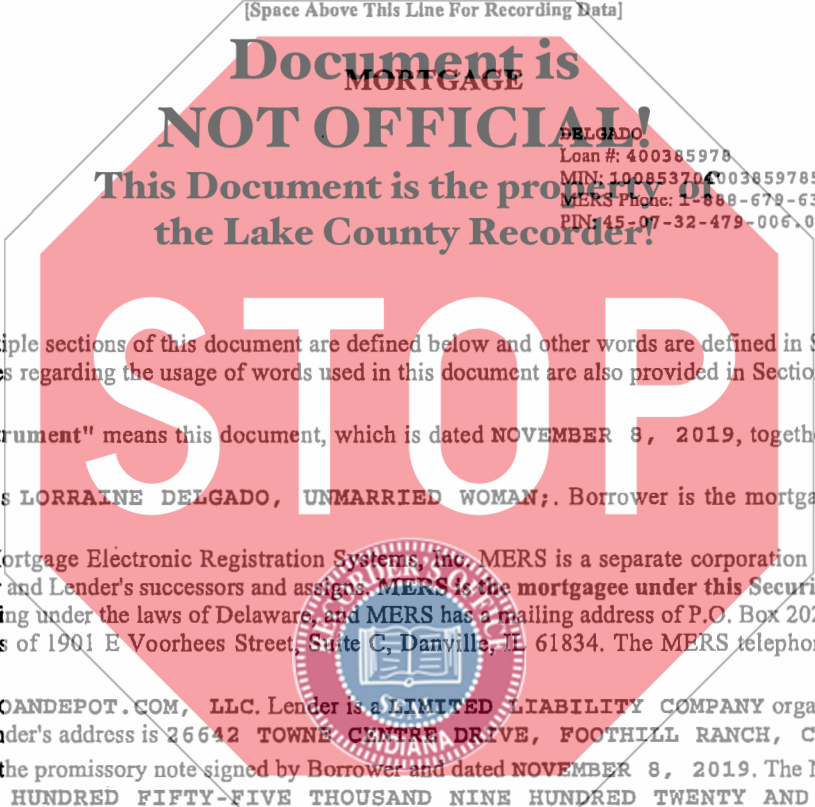 [Space Above This Line For Recording Data]
Document is
MORTGAGE
NOT OFFICIAL!
DELGADO
Loan #: 400385978
This Document is the property of
MIN: 100853704003859785
MERS Phone: 1-888-679-63
PIN: 45-07-32-479-006.0
the Lake County Recorder!
STOP
iple sections of this document are defined below and other words are defined in S
s regarding the usage of words used in this document are also provided in Sectio
rument" means this document, which is dated NOVEMBER 8, 2019, togeth
s LORRAINE DELGADO, UNMARRIED WOMAN;. Borrower is the mortga
ortgage Electronic Registration Systems, Inc. MERS is a separate corporation
and Lender's successors and assigns. MERS is the mortgagee under this Securi
ing under the laws of Delaware, and MERS has a mailing address of P.O. Box 202
s of 1901 E Voorhees Street, Suite C, Danville, IL 61834. The MERS telephon
RECORDER'S OFFICE
SEAL
INDIANA
OANDEPOT.COM, LLC. Lender is a LIMITED LIABILITY COMPANY orga
nder's address is 26642 TOWNE CENTRE DRIVE, FOOTHILL RANCH, C
the promissory note signed by Borrower and dated NOVEMBER 8, 2019. The N
HUNDRED FIFTY-FIVE THOUSAND NINE HUNDRED TWENTY AND